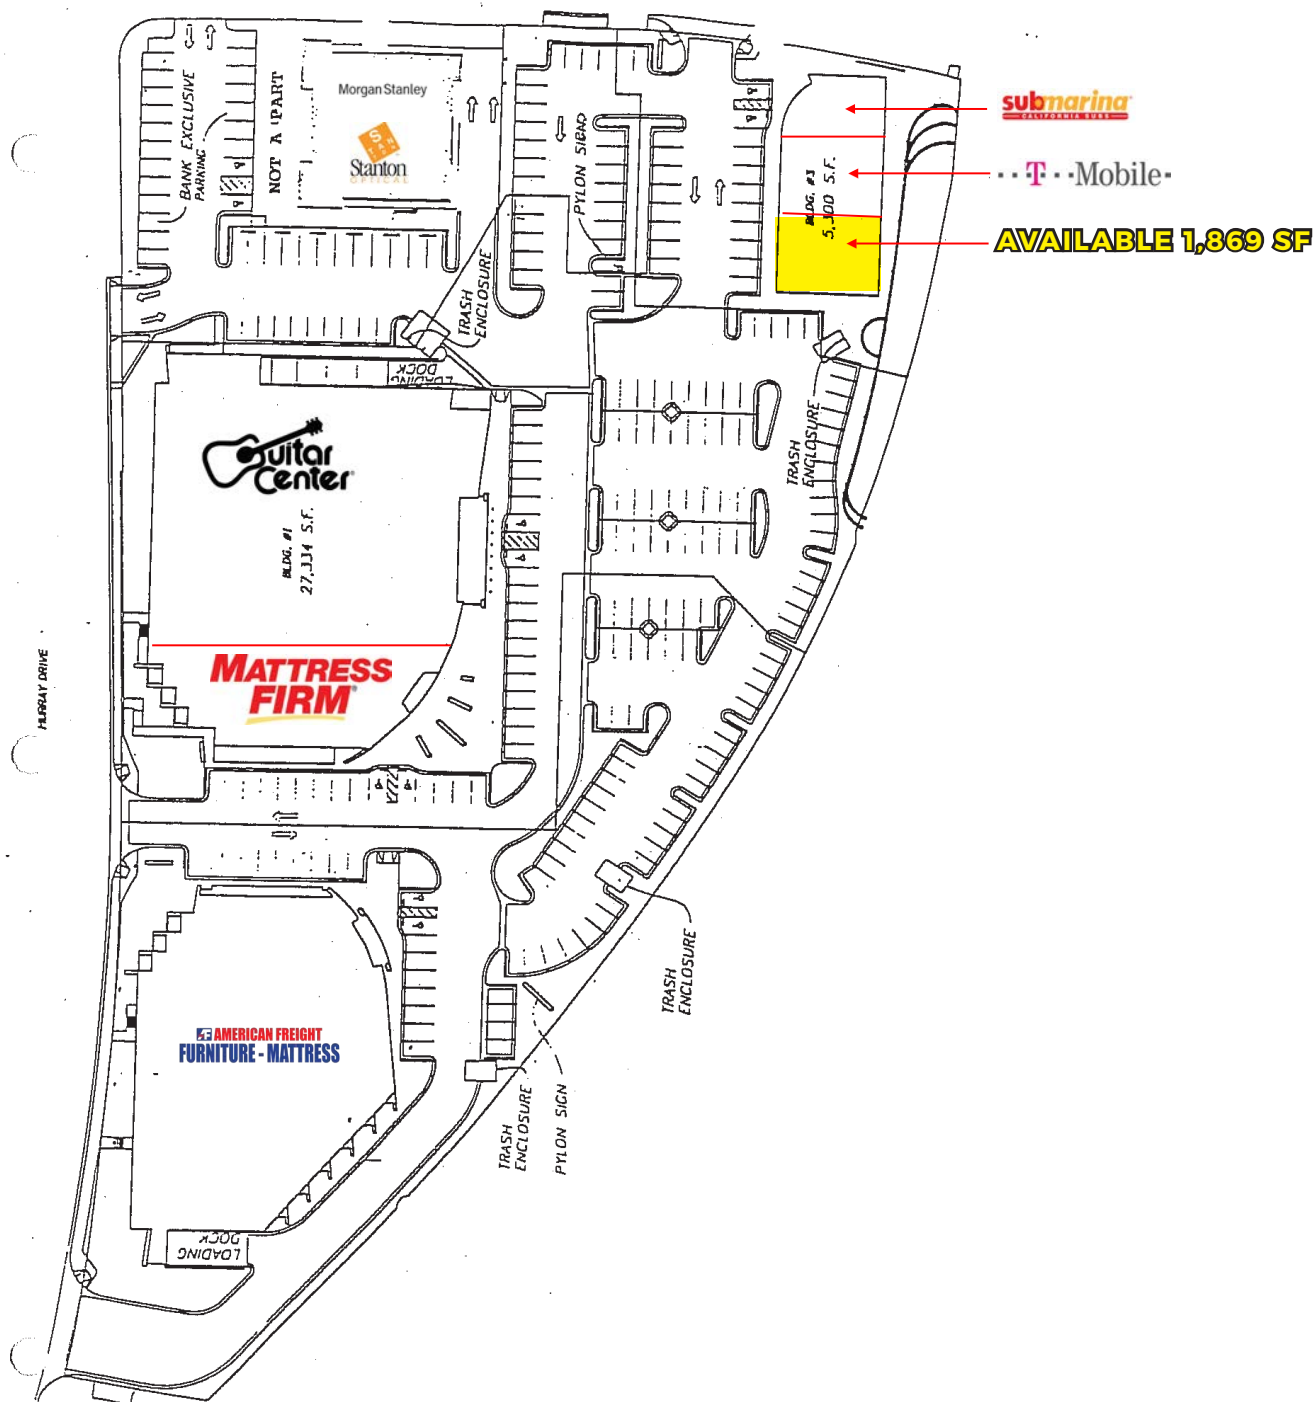 BANK EXCLUSIVE
PARKING
NOT A PART
Morgan Stanley
STANTAN
Stanton
OPTICAL
PYLON SIGN
submarina
CALIFORNIA SUBS
BLDG. #3
5,300 S.F.
T Mobile
AVAILABLE 1,869 SF
TRASH
ENCLOSURE
LOADING
DOCK
Guitar
Center
BLDG. #1
27,334 S.F.
TRASH
ENCLOSURE
MATTRESS
FIRM
MURRAY DRIVE
TRASH
ENCLOSURE
AF AMERICAN FREIGHT
FURNITURE - MATTRESS
TRASH
ENCLOSURE
PYLON SIGN
LOADING
DOCK